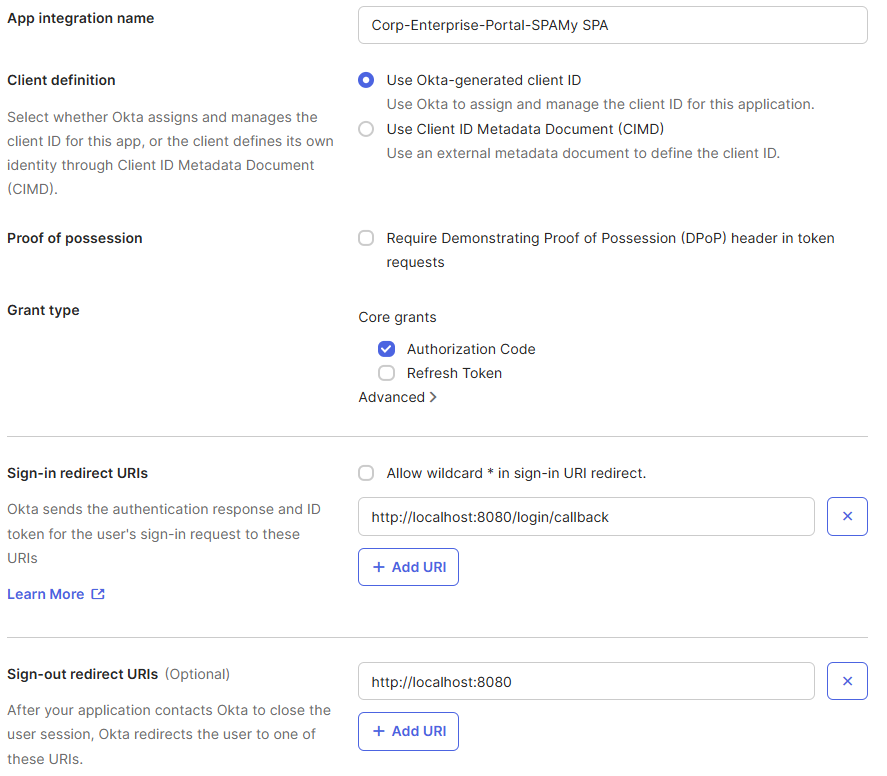 App integration name
Corp-Enterprise-Portal-SPAMy SPA
Client definition
Use Okta-generated client ID
Use Okta to assign and manage the client ID for this application.
Select whether Okta assigns and manages the
client ID for this app, or the client defines its own
identity through Client ID Metadata Document
(CIMD).
Use Client ID Metadata Document (CIMD)
Use an external metadata document to define the client ID.
Proof of possession
Require Demonstrating Proof of Possession (DPoP) header in token
requests
Grant type
Core grants
Authorization Code
Refresh Token
Advanced >
Sign-in redirect URIs
Allow wildcard * in sign-in URI redirect.
Okta sends the authentication response and ID
token for the user's sign-in request to these
URIs
http://localhost:8080/login/callback
+ Add URI
Learn More
Sign-out redirect URIs (Optional)
http://localhost:8080
After your application contacts Okta to close the
user session, Okta redirects the user to one of
these URIs.
+ Add URI